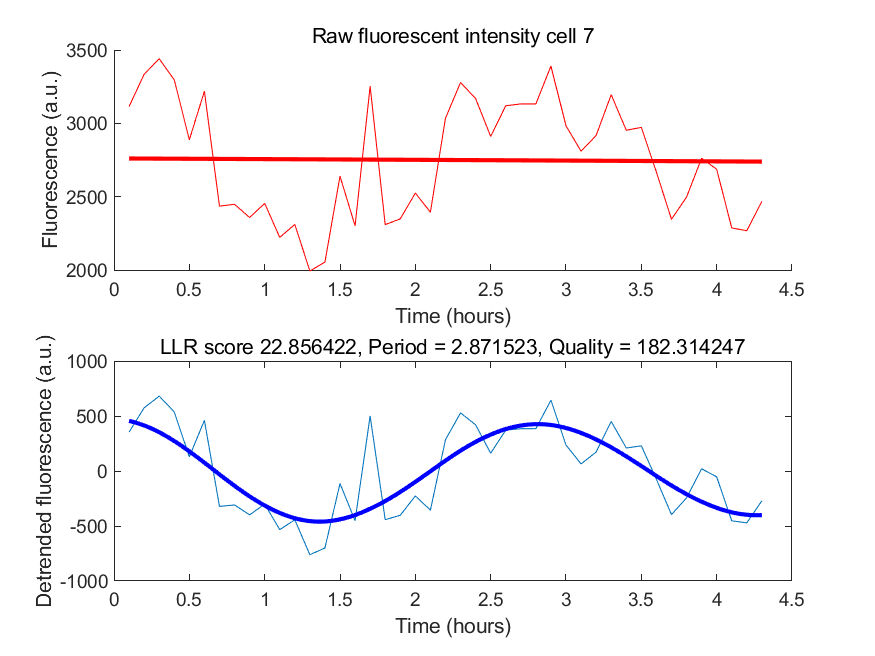 Raw fluorescent intensity cell 7
Fluorescence (a.u.)
3500
3000
2500
2000
0 0.5 1 1.5 2 2.5 3 3.5 4 4.5
Time (hours)
LLR score 22.856422, Period = 2.871523, Quality = 182.314247
Detrended fluorescence (a.u.)
1000
500
0
-500
-1000
0 0.5 1 1.5 2 2.5 3 3.5 4 4.5
Time (hours)